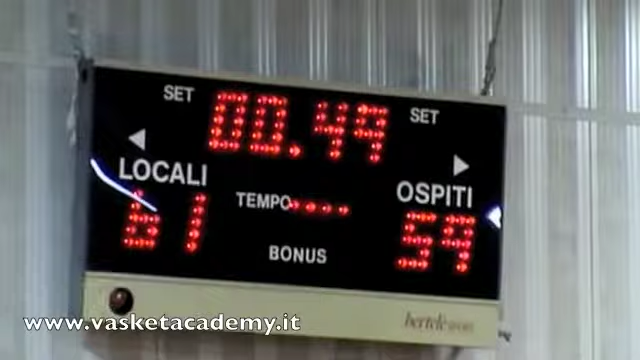 SET
00.49
SET
LOCALI
OSPITI
TEMPO
61
59
BONUS
www.vasketacademy.it